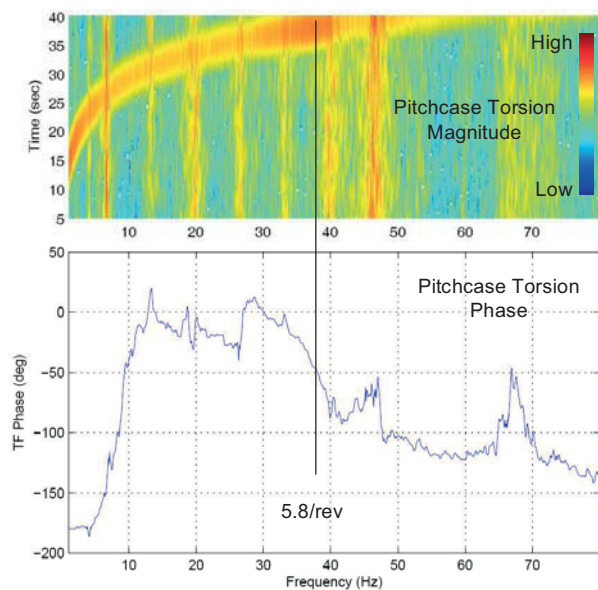 40
35
30
25
20
15
10
5
Time (sec)
High
Low
Pitchcase Torsion
Magnitude
10 20 30 40 50 60 70
50
0
−50
−100
−150
−200
TF Phase (deg)
Pitchcase Torsion
Phase
5.8/rev
10 20 30 40 50 60 70
Frequency (Hz)